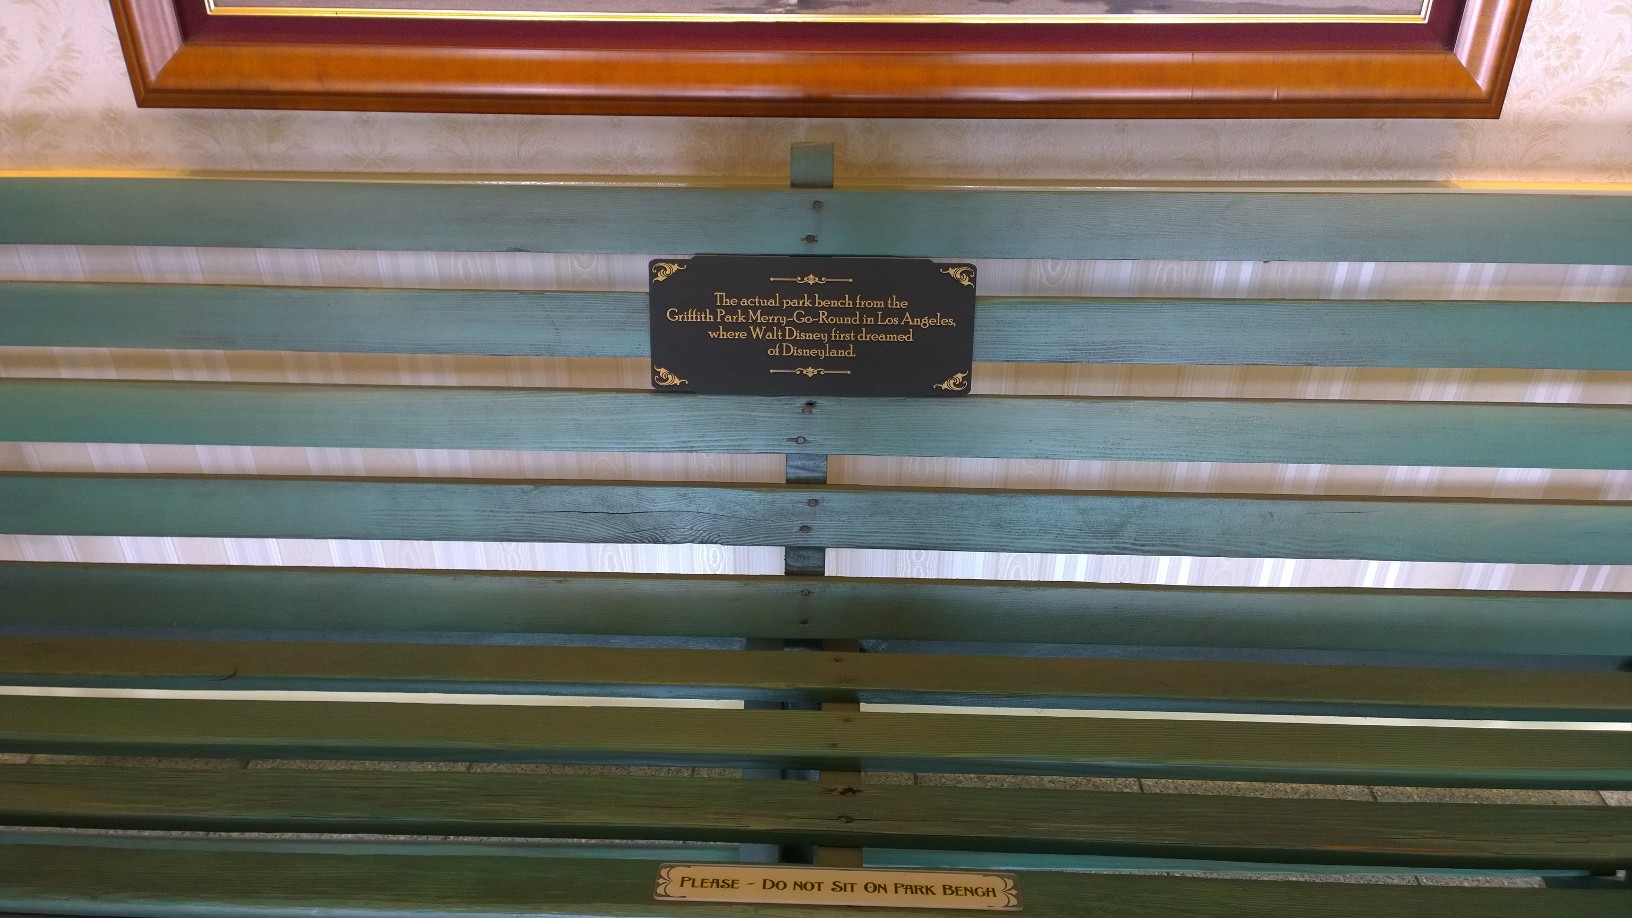 The actual park bench from the
Griffith Park Merry-Go-Round in Los Angeles,
where Walt Disney first dreamed
of Disneyland.
PLEASE - DO NOT SIT ON PARK BENCH